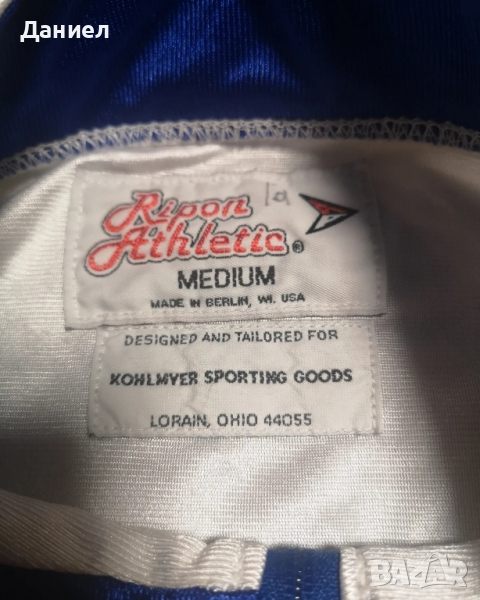 Даниел
Ripon
Athletic®
MEDIUM
MADE IN BERLIN, WI. USA
DESIGNED AND TAILORED FOR
KOHLMYER SPORTING GOODS
LORAIN, OHIO 44055
BAZAR